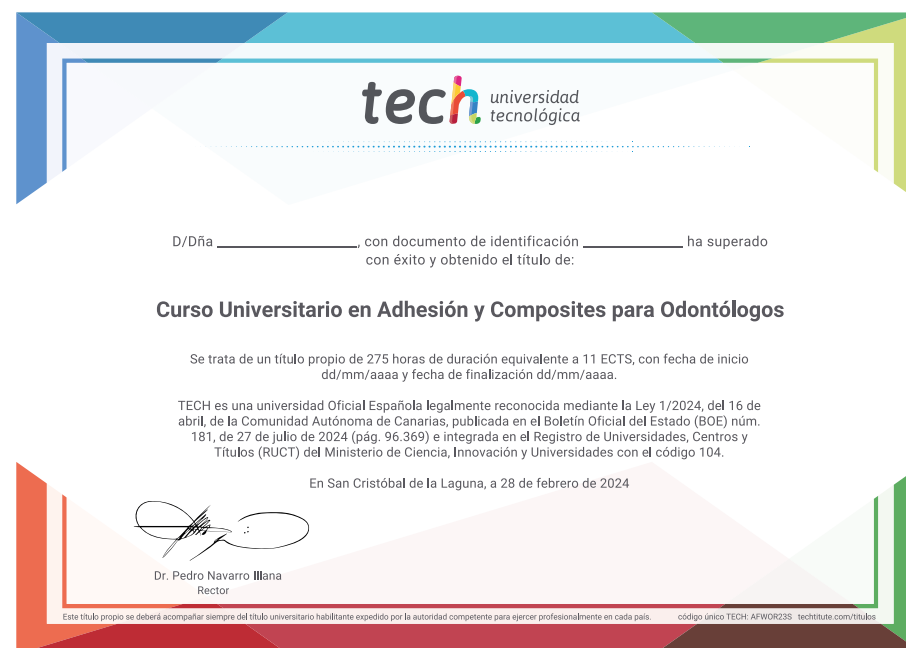 tech universidad
tecnológica
D/Dña ____________________, con documento de identificación ______________ ha superado
con éxito y obtenido el título de:
Curso Universitario en Adhesión y Composites para Odontólogos
Se trata de un título propio de 275 horas de duración equivalente a 11 ECTS, con fecha de inicio
dd/mm/aaaa y fecha de finalización dd/mm/aaaa.
TECH es una universidad Oficial Española legalmente reconocida mediante la Ley 1/2024, del 16 de
abril, de la Comunidad Autónoma de Canarias, publicada en el Boletín Oficial del Estado (BOE) núm.
181, de 27 de julio de 2024 (pág. 96.369) e integrada en el Registro de Universidades, Centros y
Títulos (RUCT) del Ministerio de Ciencia, Innovación y Universidades con el código 104.
En San Cristóbal de la Laguna, a 28 de febrero de 2024
Dr. Pedro Navarro Illana
Rector
Este título propio se deberá acompañar siempre del título universitario habilitante expedido por la autoridad competente para ejercer profesionalmente en cada país. código único TECH: AFWOR23S techtitute.com/titulos